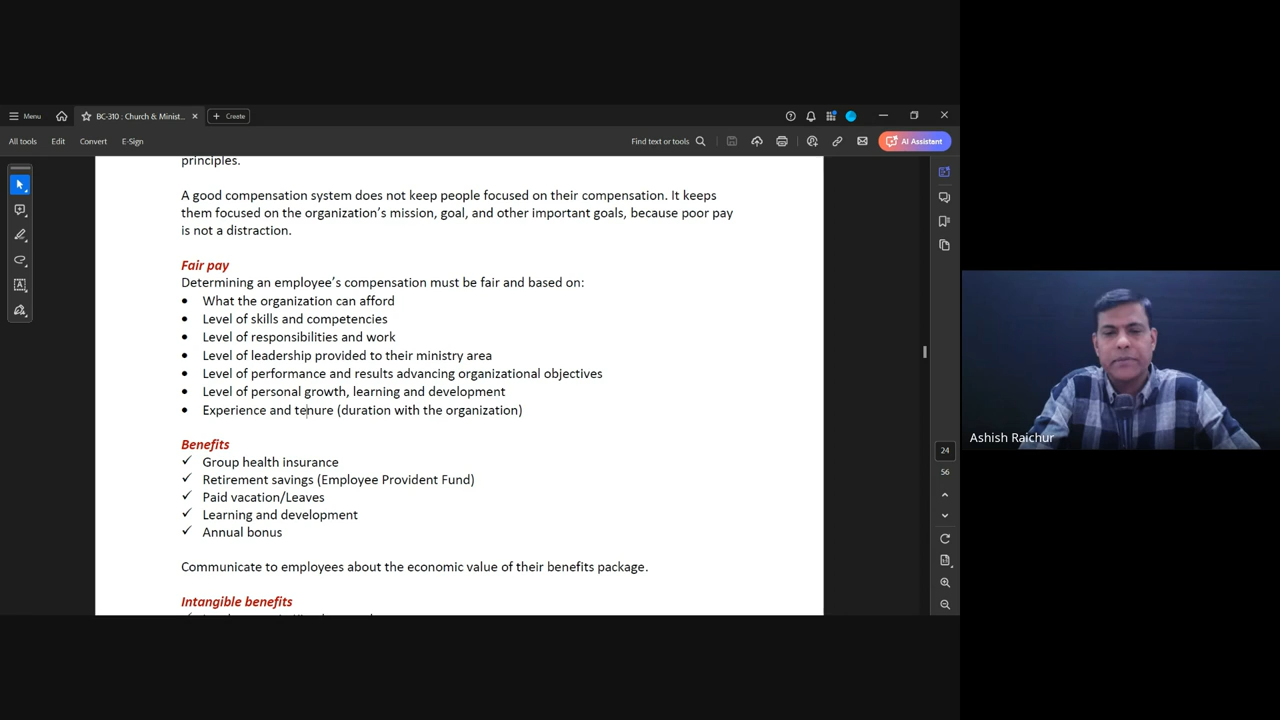 Menu
BC-310 : Church & Minist...
Create
All tools
Edit
Convert
E-Sign
Find text or tools
AI Assistant
principles.
A good compensation system does not keep people focused on their compensation. It keeps
them focused on the organization's mission, goal, and other important goals, because poor pay
is not a distraction.
Fair pay
Determining an employee's compensation must be fair and based on:
• What the organization can afford
• Level of skills and competencies
• Level of responsibilities and work
• Level of leadership provided to their ministry area
• Level of performance and results advancing organizational objectives
• Level of personal growth, learning and development
• Experience and tenure (duration with the organization)
Benefits
✓ Group health insurance
✓ Retirement savings (Employee Provident Fund)
✓ Paid vacation/Leaves
✓ Learning and development
✓ Annual bonus
Communicate to employees about the economic value of their benefits package.
Intangible benefits
24
56
Ashish Raichur